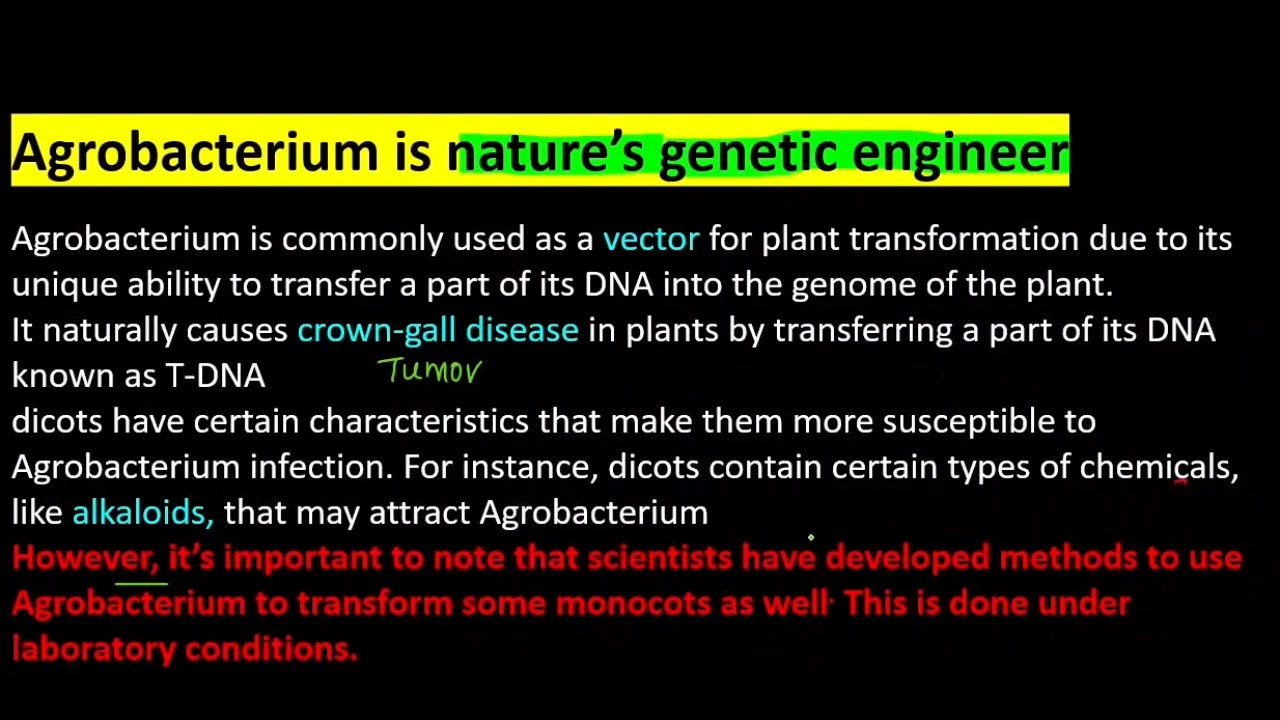 Agrobacterium is nature's genetic engineer
Agrobacterium is commonly used as a vector for plant transformation due to its
unique ability to transfer a part of its DNA into the genome of the plant.
It naturally causes crown-gall disease in plants by transferring a part of its DNA
known as T-DNA
Tumor
dicots have certain characteristics that make them more susceptible to
Agrobacterium infection. For instance, dicots contain certain types of chemicals,
like alkaloids, that may attract Agrobacterium
However, it's important to note that scientists have developed methods to use
Agrobacterium to transform some monocots as well. This is done under
laboratory conditions.